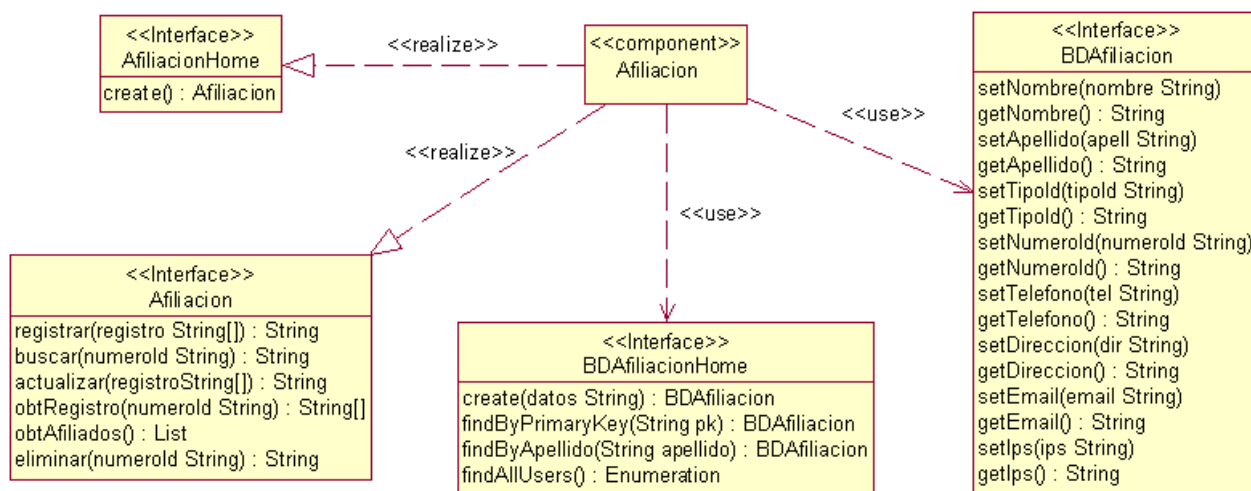 <<Interface>>
AfiliacionHome
create() : Afiliacion
<<realize>>
<<component>>
Afiliacion
<<realize>>
<<use>>
<<use>>
<<Interface>>
Afiliacion
registrar(registro String[]) : String
buscar(numeroId String) : String
actualizar(registroString[]) : String
obtRegistro(numeroId String) : String[]
obtAfiliados() : List
eliminar(numeroId String) : String
<<Interface>>
BDAfiliacionHome
create(datos String) : BDAfiliacion
findByPrimaryKey(String pk) : BDAfiliacion
findByApellido(String apellido) : BDAfiliacion
findAllUsers() : Enumeration
<<Interface>>
BDAfiliacion
setNombre(nombre String)
getNombre() : String
setApellido(apell String)
getApellido() : String
setTipoId(tipoId String)
getTipoId() : String
setNumeroId(numeroId String)
getNumeroId() : String
setTelefono(tel String)
getTelefono() : String
setDireccion(dir String)
getDireccion() : String
setEmail(email String)
getEmail() : String
setIps(ips String)
getIps() : String